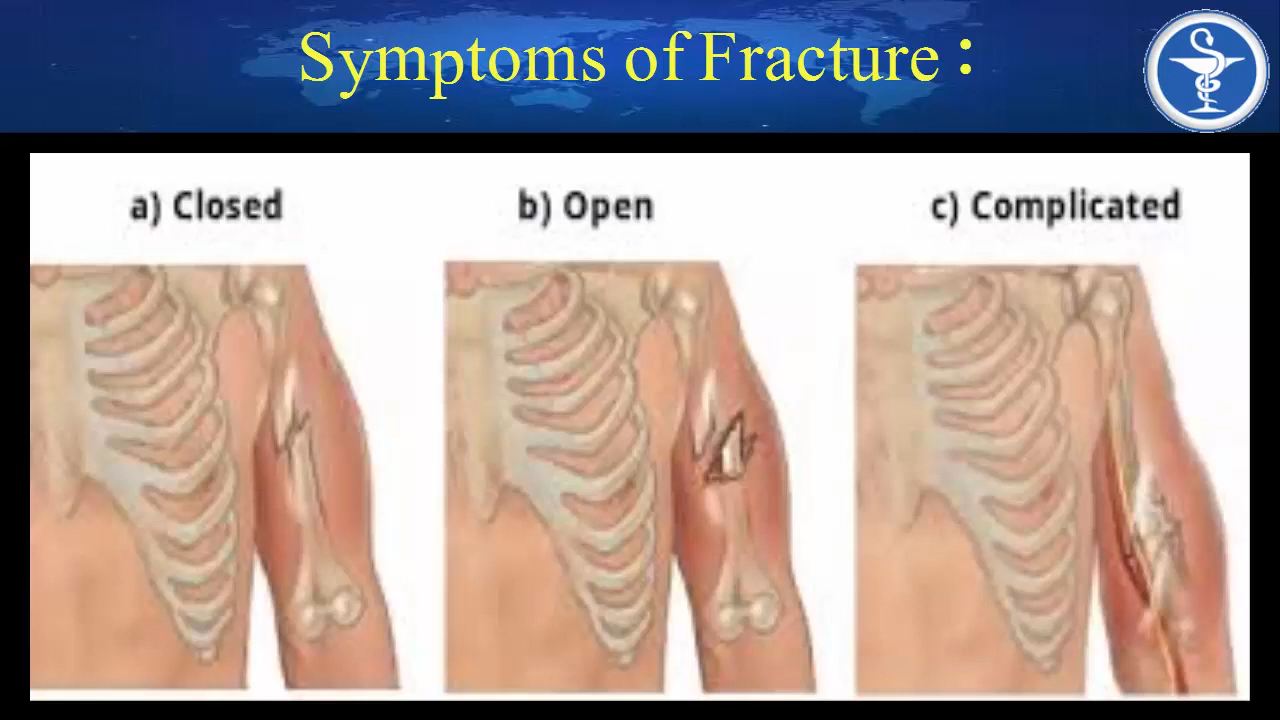 Symptoms of Fracture :
a) Closed
b) Open
c) Complicated